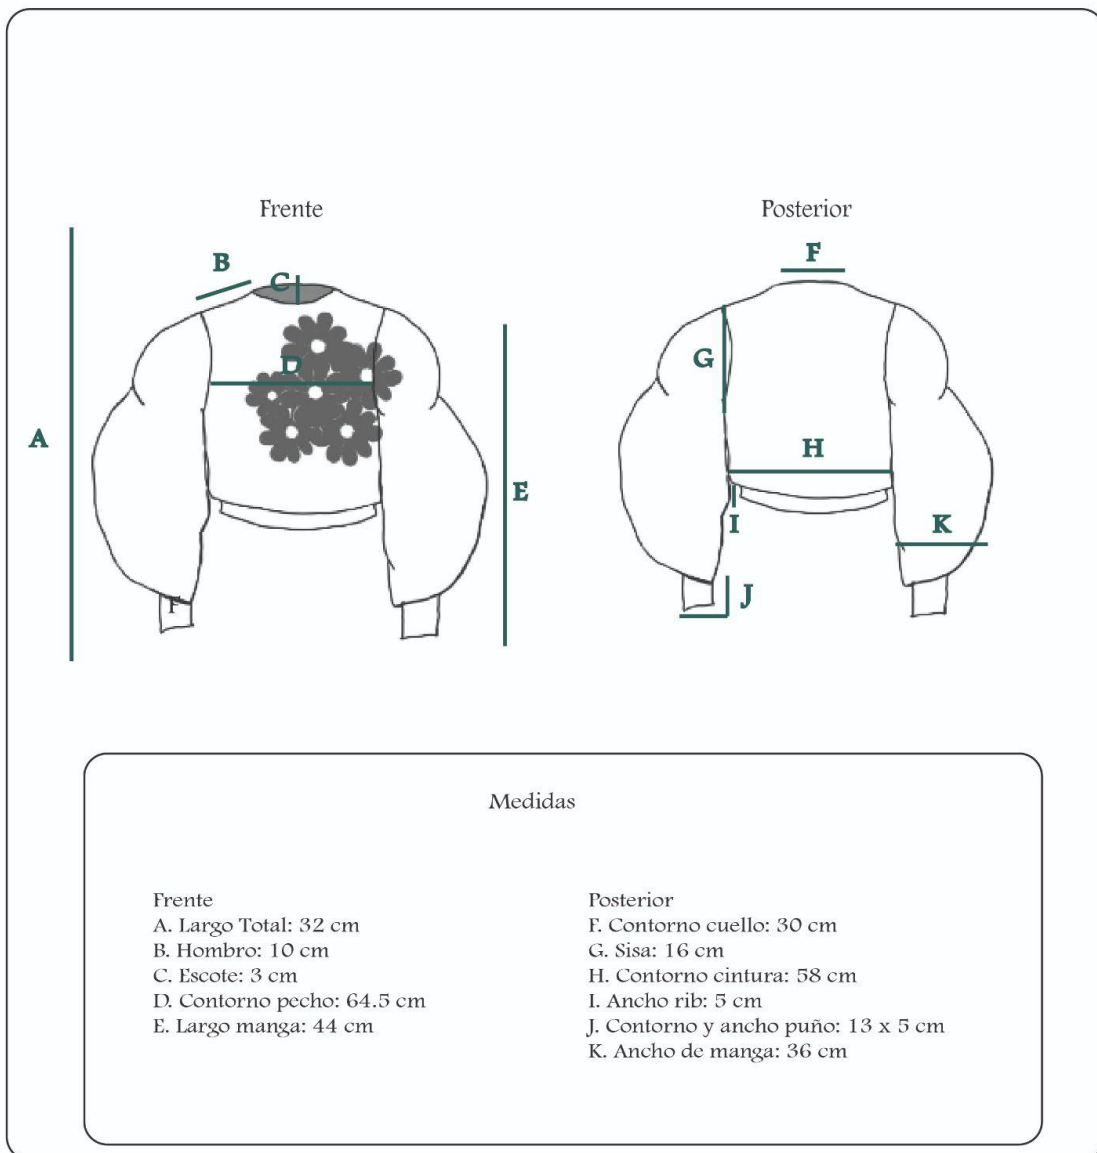 Frente
Posterior
B
C
F
D
G
A
H
E
I
K
F
J
Medidas
Frente
A. Largo Total: 32 cm
B. Hombro: 10 cm
C. Escote: 3 cm
D. Contorno pecho: 64.5 cm
E. Largo manga: 44 cm
Posterior
F. Contorno cuello: 30 cm
G. Sisa: 16 cm
H. Contorno cintura: 58 cm
I. Ancho rib: 5 cm
J. Contorno y ancho puño: 13 x 5 cm
K. Ancho de manga: 36 cm